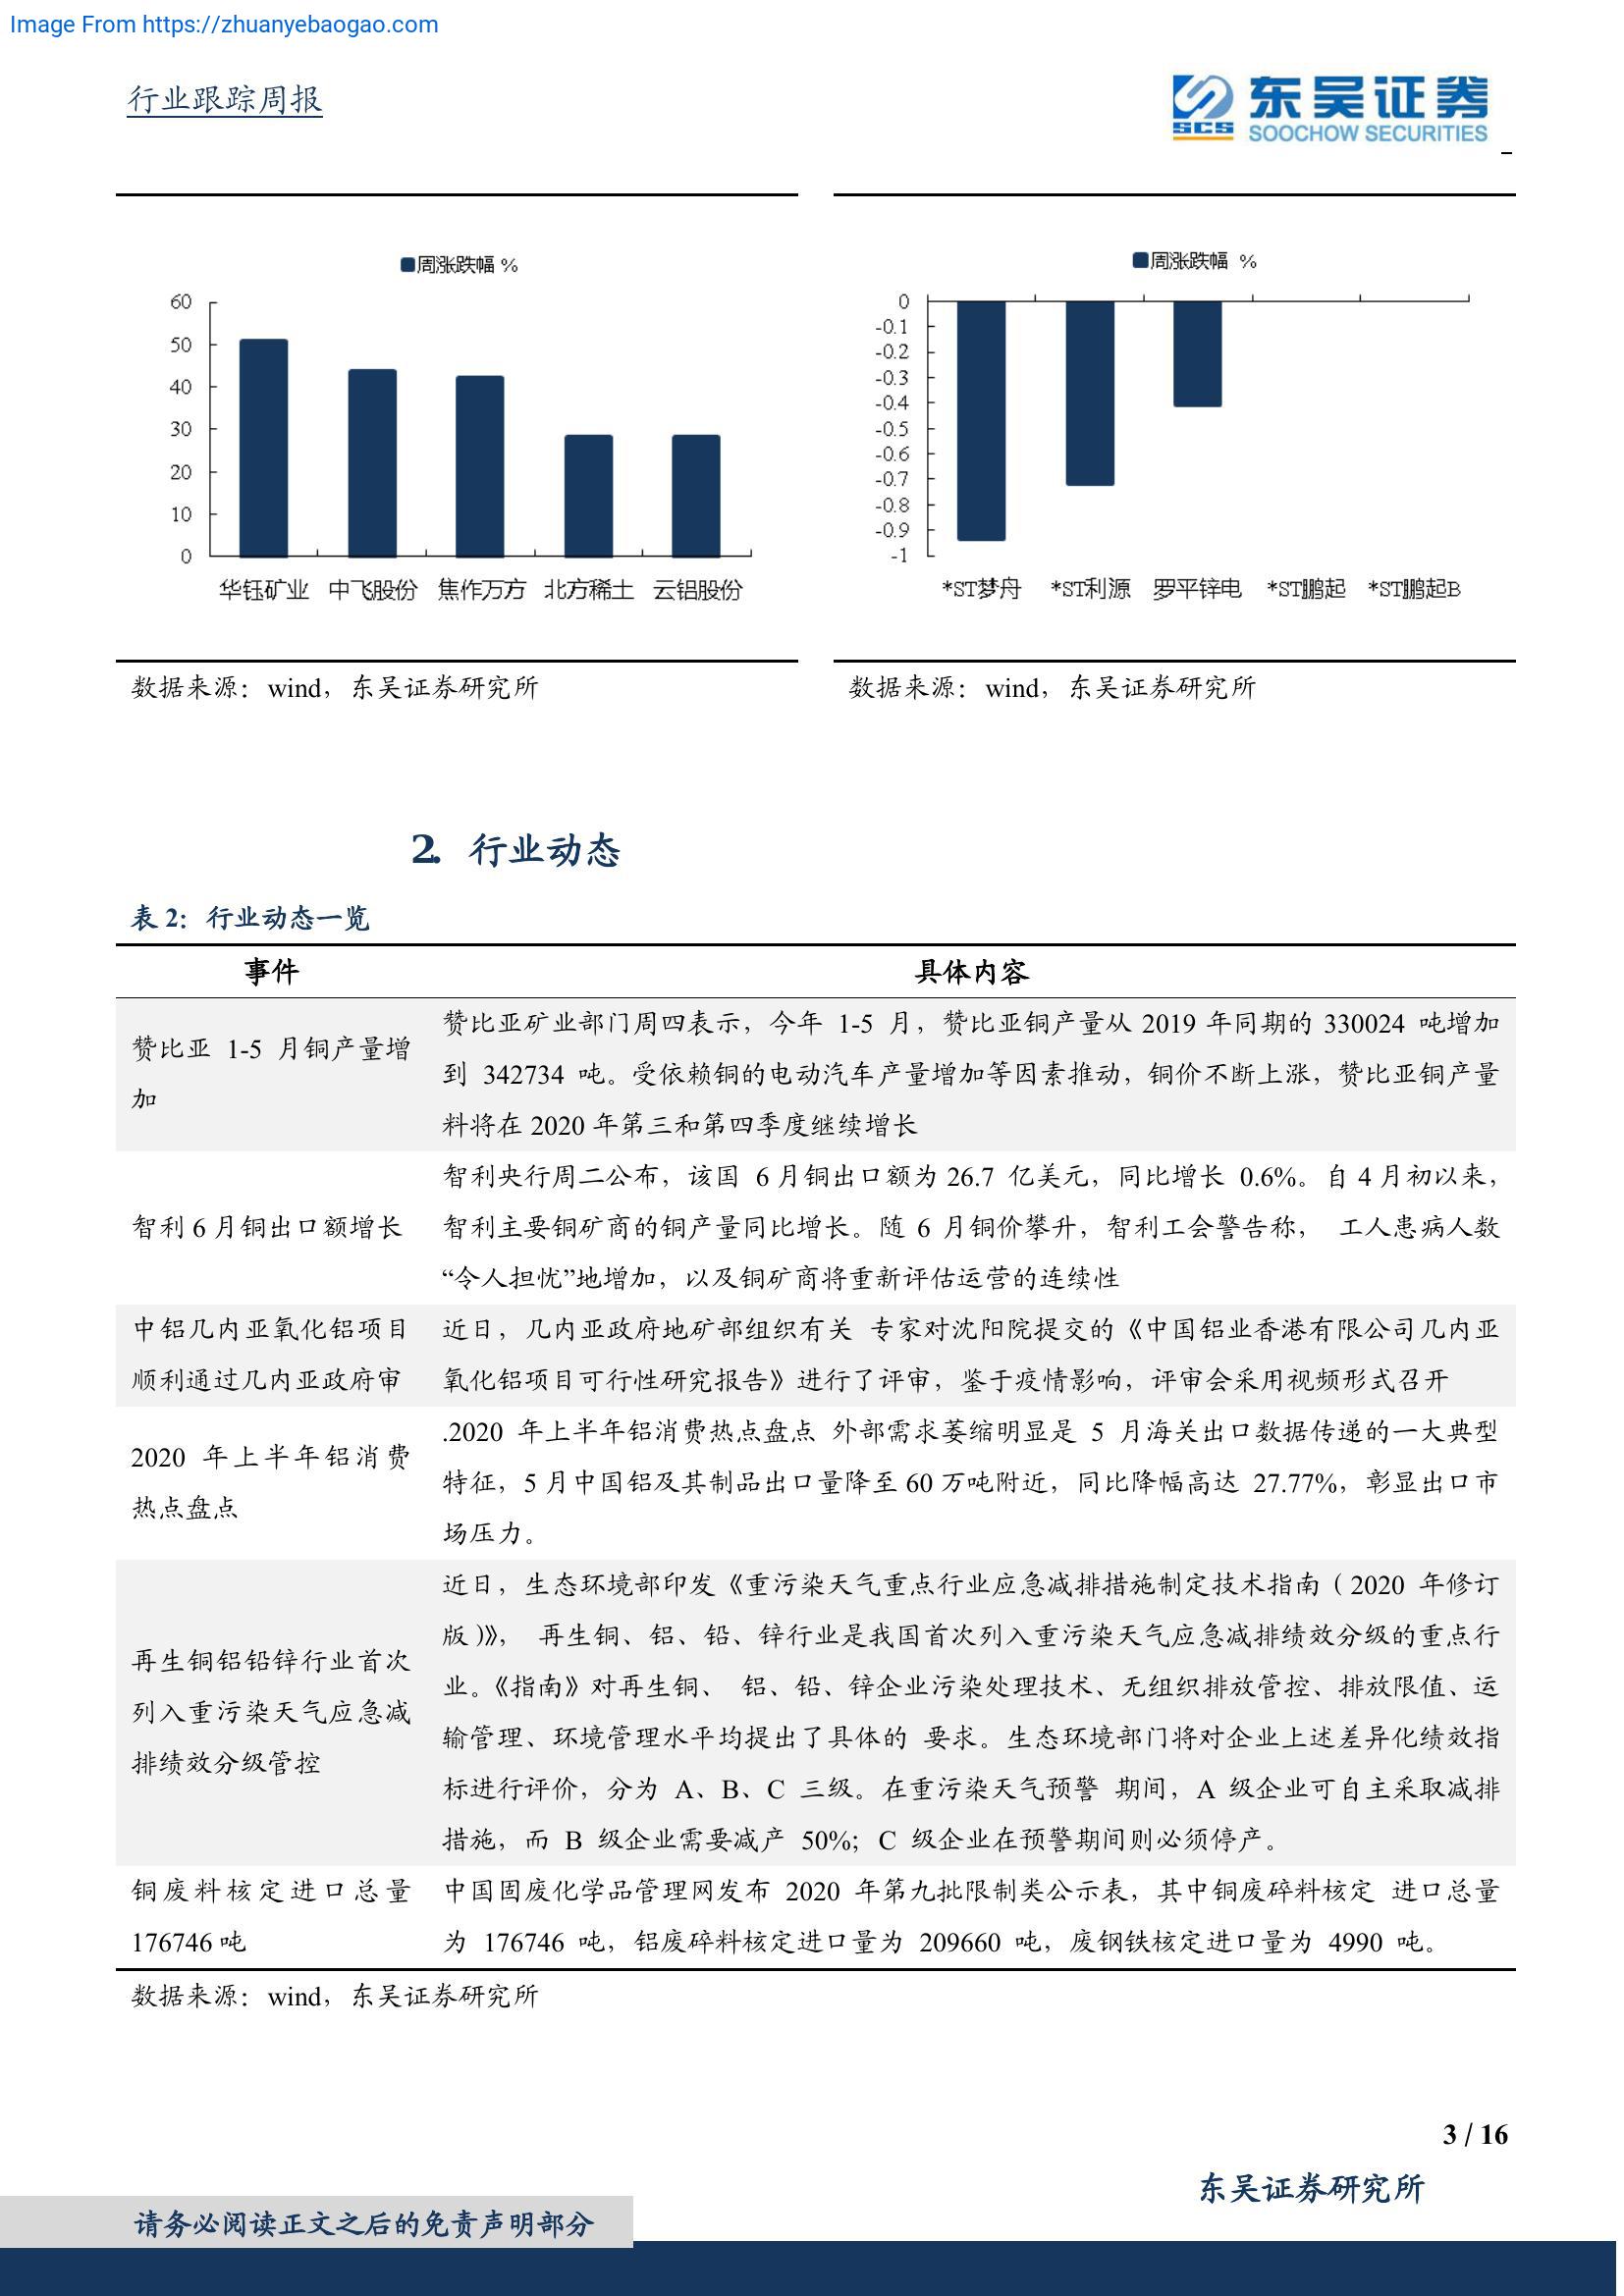 Image From https://zhuanyebaogao.com
行业跟踪周报
东吴证券
SCS
SOOCHOW SECURITIES
周涨跌幅 %
60
50
40
30
20
10
0
华钰矿业 中飞股份 焦作万方 北方稀土 云铝股份
周涨跌幅 %
0
-0.1
-0.2
-0.3
-0.4
-0.5
-0.6
-0.7
-0.8
-0.9
-1
*ST梦舟 *ST利源 罗平锌电 *ST鹏起 *ST鹏起B
数据来源：wind，东吴证券研究所
数据来源：wind，东吴证券研究所
2. 行业动态
表 2：行业动态一览
事件 具体内容
赞比亚 1-5 月铜产量增
加
赞比亚矿业部门周四表示，今年 1-5 月，赞比亚铜产量从 2019 年同期的 330024 吨增加
到 342734 吨。受依赖铜的电动汽车产量增加等因素推动，铜价不断上涨，赞比亚铜产量
料将在 2020 年第三和第四季度继续增长
智利 6 月铜出口额增长
智利央行周二公布，该国 6 月铜出口额为 26.7 亿美元，同比增长 0.6%。自 4 月初以来，
智利主要铜矿商的铜产量同比增长。随 6 月铜价攀升，智利工会警告称， 工人患病人数
“令人担忧”地增加，以及铜矿商将重新评估运营的连续性
中铝几内亚氧化铝项目
顺利通过几内亚政府审
近日，几内亚政府地矿部组织有关 专家对沈阳院提交的《中国铝业香港有限公司几内亚
氧化铝项目可行性研究报告》进行了评审，鉴于疫情影响，评审会采用视频形式召开
2020 年上半年铝消费
热点盘点
.2020 年上半年铝消费热点盘点 外部需求萎缩明显是 5 月海关出口数据传递的一大典型
特征，5 月中国铝及其制品出口量降至 60 万吨附近，同比降幅高达 27.77%，彰显出口市
场压力。
再生铜铝铅锌行业首次
列入重污染天气应急减
排绩效分级管控
近日，生态环境部印发《重污染天气重点行业应急减排措施制定技术指南（2020 年修订
版）》， 再生铜、铝、铅、锌行业是我国首次列入重污染天气应急减排绩效分级的重点行
业。《指南》对再生铜、 铝、铅、锌企业污染处理技术、无组织排放管控、排放限值、运
输管理、环境管理水平均提出了具体的 要求。生态环境部门将对企业上述差异化绩效指
标进行评价，分为 A、B、C 三级。在重污染天气预警 期间，A 级企业可自主采取减排
措施，而 B 级企业需要减产 50%；C 级企业在预警期间则必须停产。
铜废料核定进口总量
176746 吨
中国固废化学品管理网发布 2020 年第九批限制类公示表，其中铜废碎料核定 进口总量
为 176746 吨，铝废碎料核定进口量为 209660 吨，废钢铁核定进口量为 4990 吨。
数据来源：wind，东吴证券研究所
3 / 16
东吴证券研究所
请务必阅读正文之后的免责声明部分